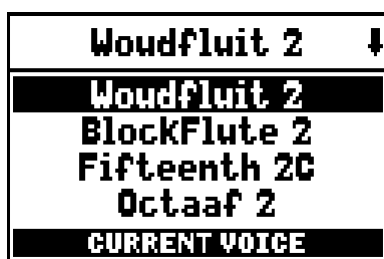 Woudfluit 2
Woudfluit 2
BlockFlute 2
Fifteenth 2C
Octaaf 2
CURRENT VOICE